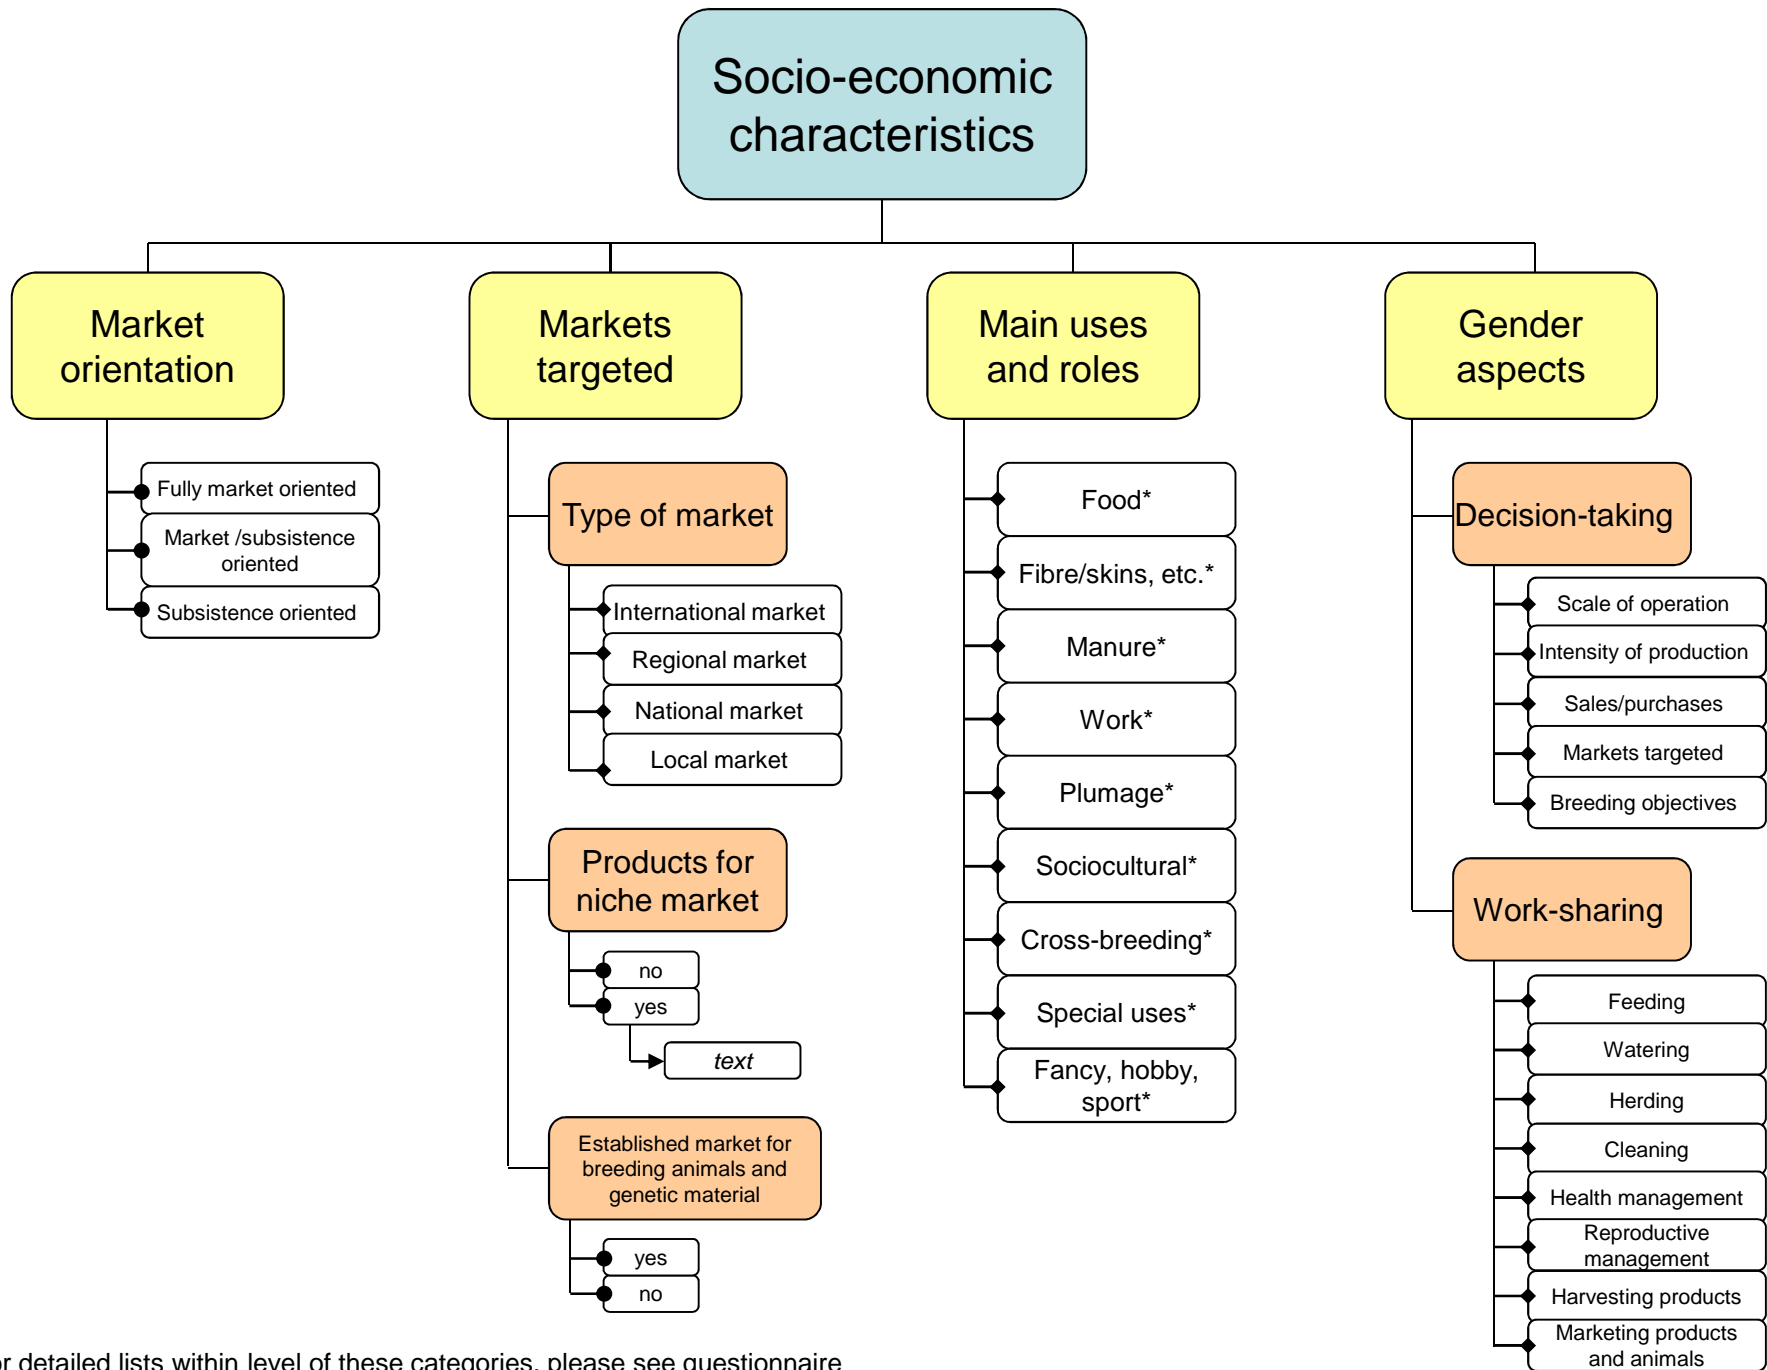 Socio-economic
characteristics
Market
orientation
Fully market oriented
Market /subsistence
oriented
Subsistence oriented
Markets
targeted
Type of market
International market
Regional market
National market
Local market
Products for
niche market
no
yes
text
Established market for
breeding animals and
genetic material
yes
no
Main uses
and roles
Food*
Fibre/skins, etc.*
Manure*
Work*
Plumage*
Sociocultural*
Cross-breeding*
Special uses*
Fancy, hobby,
sport*
Gender
aspects
Decision-taking
Scale of operation
Intensity of production
Sales/purchases
Markets targeted
Breeding objectives
Work-sharing
Feeding
Watering
Herding
Cleaning
Health management
Reproductive
management
Harvesting products
Marketing products
and animals
detailed lists within level of these categories, please see questionnaire